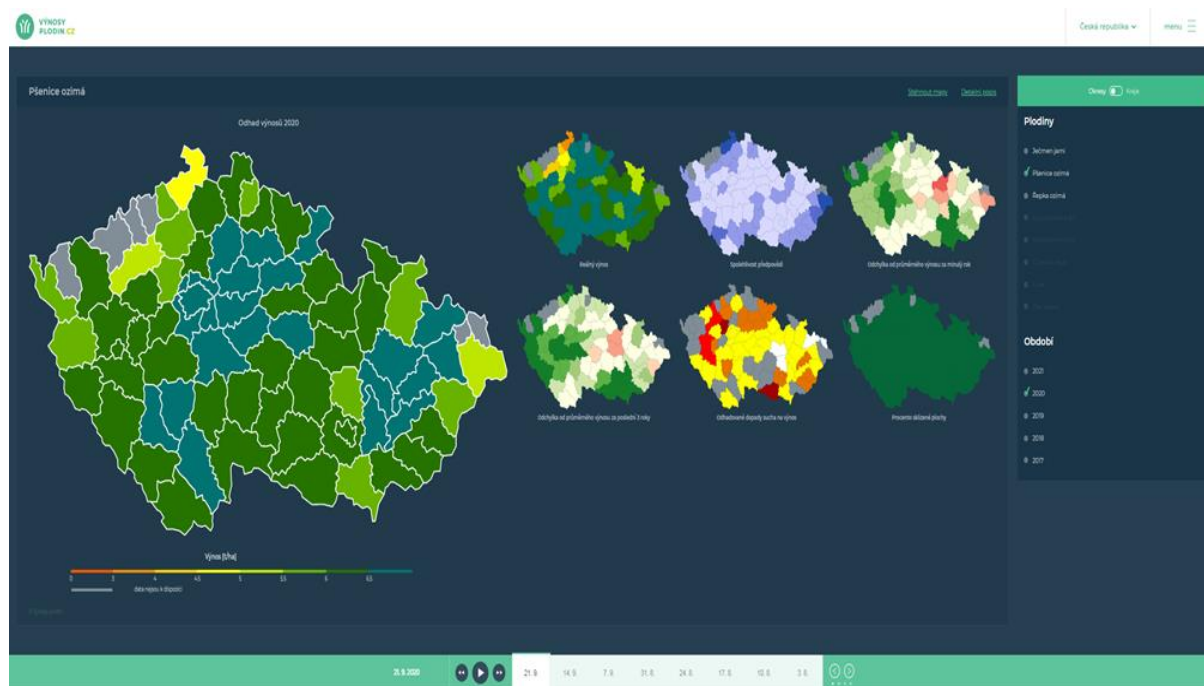 VÝNOSY
PLODIN.CZ
Česká republika
menu
Pšenice ozimá
Stáhnout mapy
Detailní popis
Okresy
Kraje
Odhad výnosů 2020
Reálný výnos
Spolehlivost předpovědi
Odchylka od průměrného výnosu za minulý rok
Odchylka od průměrného výnosu za poslední 3 roky
Odhadované dopady sucha na výnos
Procento sklizené plochy
Výnos [t/ha]
0 3 4 4.5 5 5.5 6 6.5
data nejsou k dispozici
Plodiny
Ječmen jarní
Pšenice ozimá
Řepka ozimá
Období
2021
2020
2019
2018
2017
21.9.2020
21. 9. 14. 9. 7. 9. 31. 8. 24. 8. 17. 8. 10. 8. 3. 8.